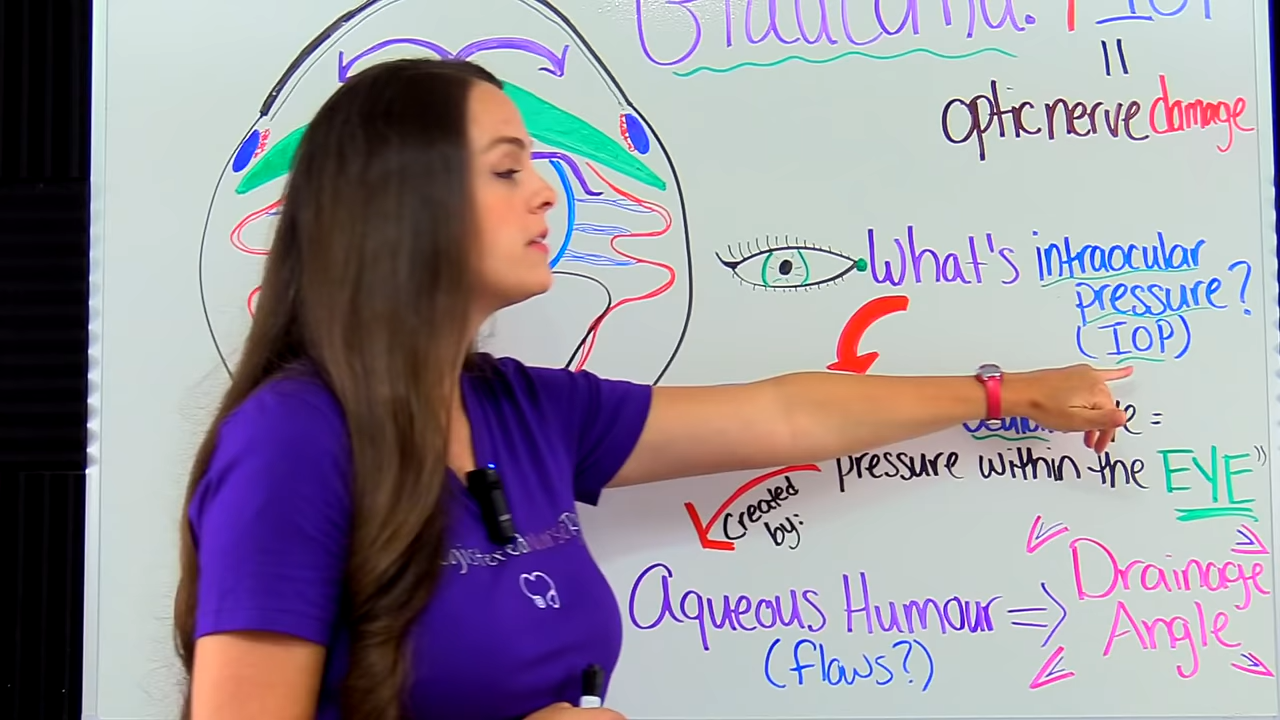 Glaucoma: ↑ IOP
=
optic nerve damage
What's intraocular
pressure?
(IOP)
=
pressure within the EYE"
Created
by:
Aqueous Humour => Drainage
Angle
(flows?)